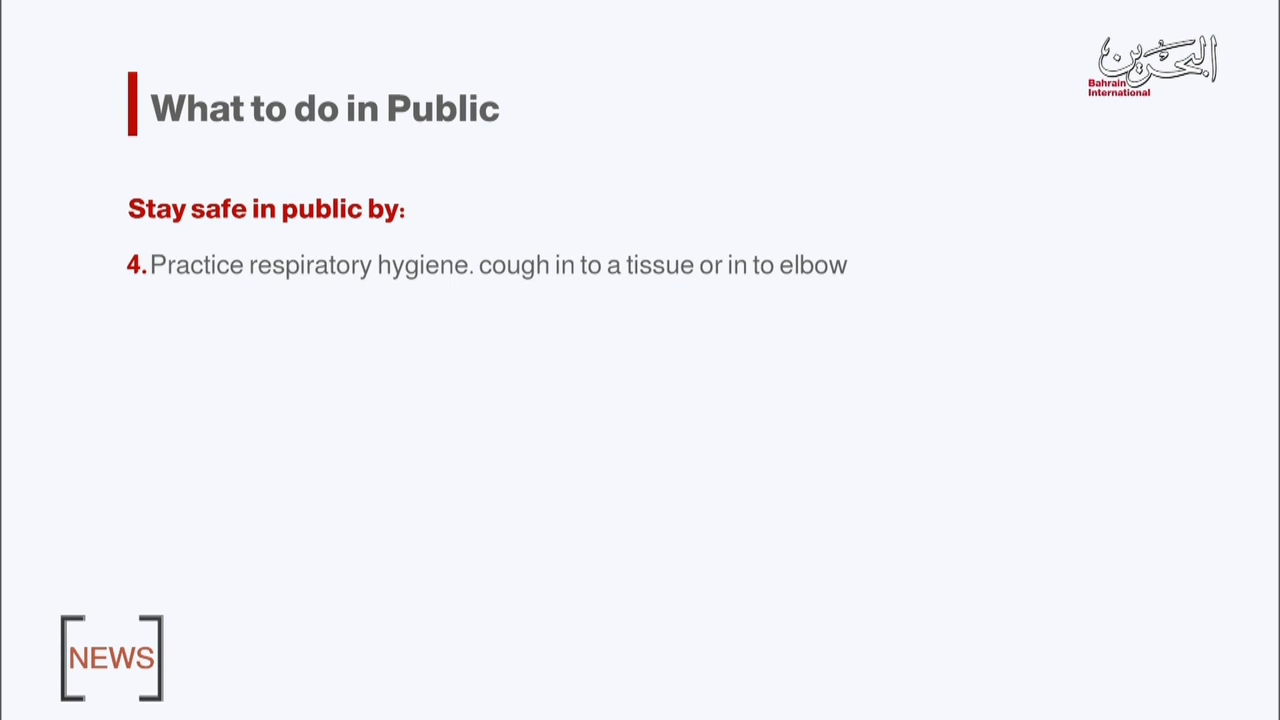 البحرين
Bahrain
International
What to do in Public
Stay safe in public by:
4. Practice respiratory hygiene. cough in to a tissue or in to elbow
NEWS